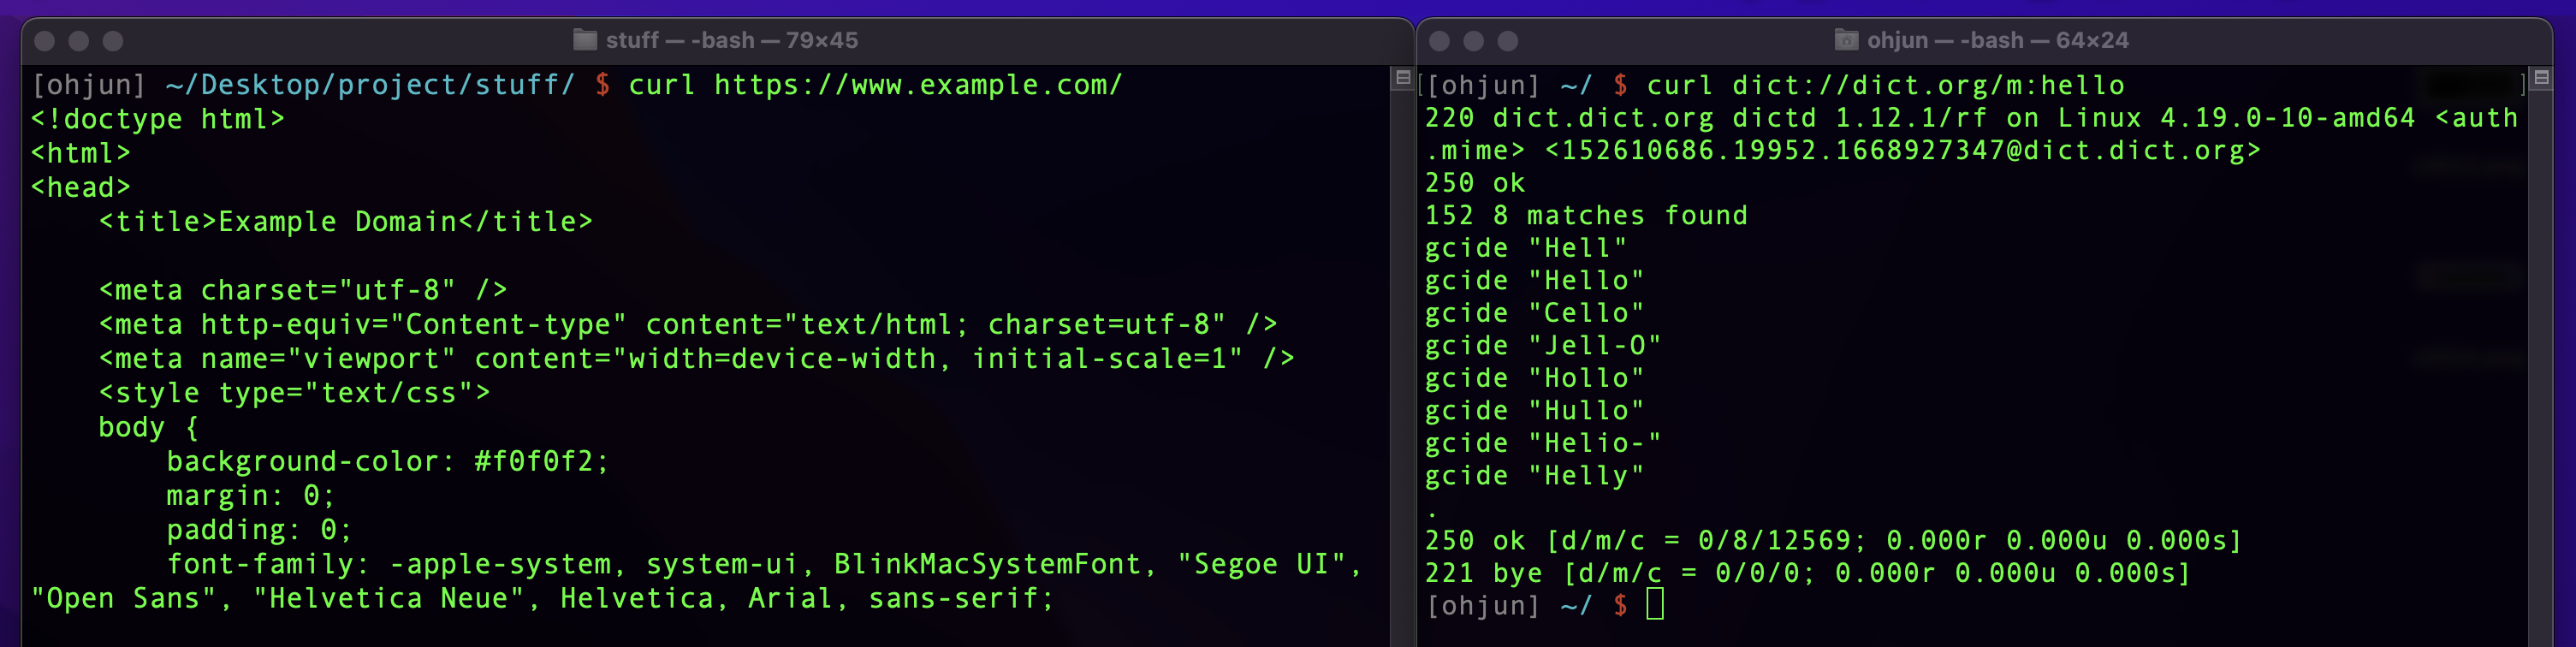 stuff — -bash — 79×45
[ohjun] ~/Desktop/project/stuff/ $ curl https://www.example.com/
<!doctype html>
<html>
<head>
    <title>Example Domain</title>

    <meta charset="utf-8" />
    <meta http-equiv="Content-type" content="text/html; charset=utf-8" />
    <meta name="viewport" content="width=device-width, initial-scale=1" />
    <style type="text/css">
    body {
        background-color: #f0f0f2;
        margin: 0;
        padding: 0;
        font-family: -apple-system, system-ui, BlinkMacSystemFont, "Segoe UI",
"Open Sans", "Helvetica Neue", Helvetica, Arial, sans-serif;
ohjun — -bash — 64×24
[[ohjun] ~/ $ curl dict://dict.org/m:hello ]
220 dict.dict.org dictd 1.12.1/rf on Linux 4.19.0-10-amd64 <auth
.mime> <152610686.19952.1668927347@dict.dict.org>
250 ok
152 8 matches found
gcide "Hell"
gcide "Hello"
gcide "Cello"
gcide "Jell-O"
gcide "Hollo"
gcide "Hullo"
gcide "Helio-"
gcide "Helly"
.
250 ok [d/m/c = 0/8/12569; 0.000r 0.000u 0.000s]
221 bye [d/m/c = 0/0/0; 0.000r 0.000u 0.000s]
[ohjun] ~/ $